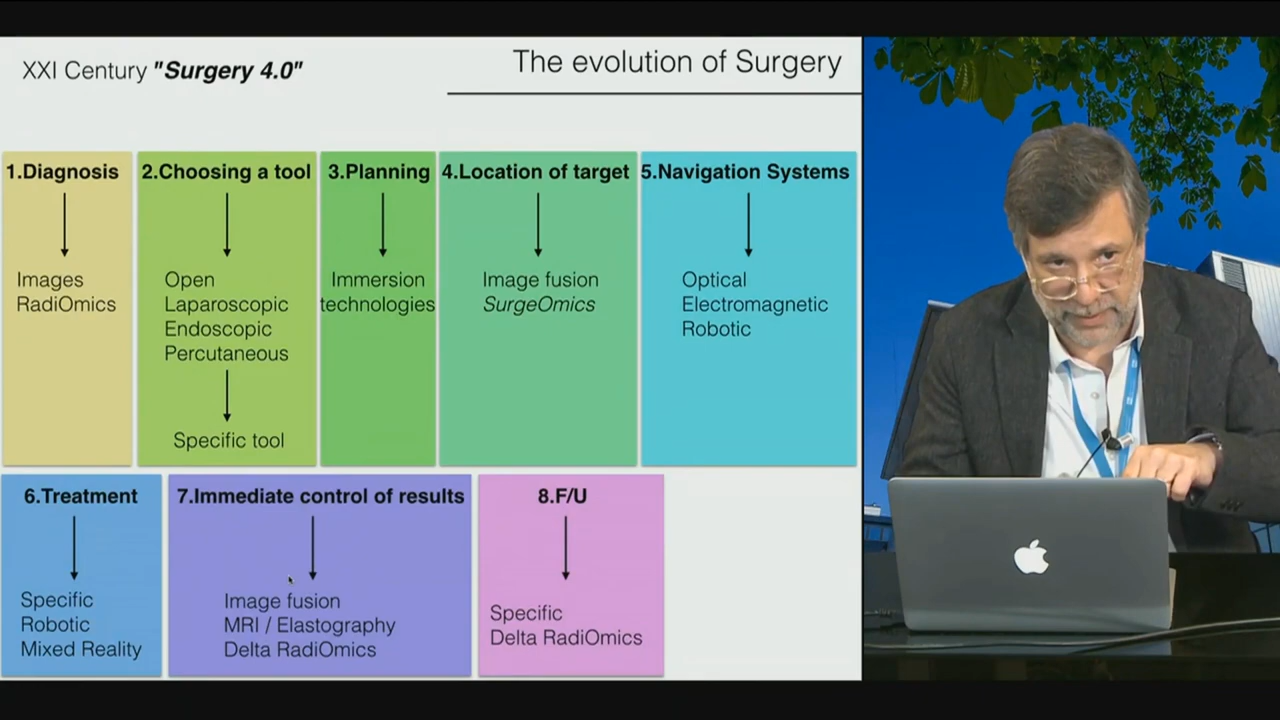 XXI Century "Surgery 4.0"
The evolution of Surgery
1.Diagnosis
Images
RadiOmics
2.Choosing a tool
Open
Laparoscopic
Endoscopic
Percutaneous
Specific tool
3.Planning
Immersion
technologies
4.Location of target
Image fusion
SurgeOmics
5.Navigation Systems
Optical
Electromagnetic
Robotic
6.Treatment
Specific
Robotic
Mixed Reality
7.Immediate control of results
Image fusion
MRI / Elastography
Delta RadiOmics
8.F/U
Specific
Delta RadiOmics